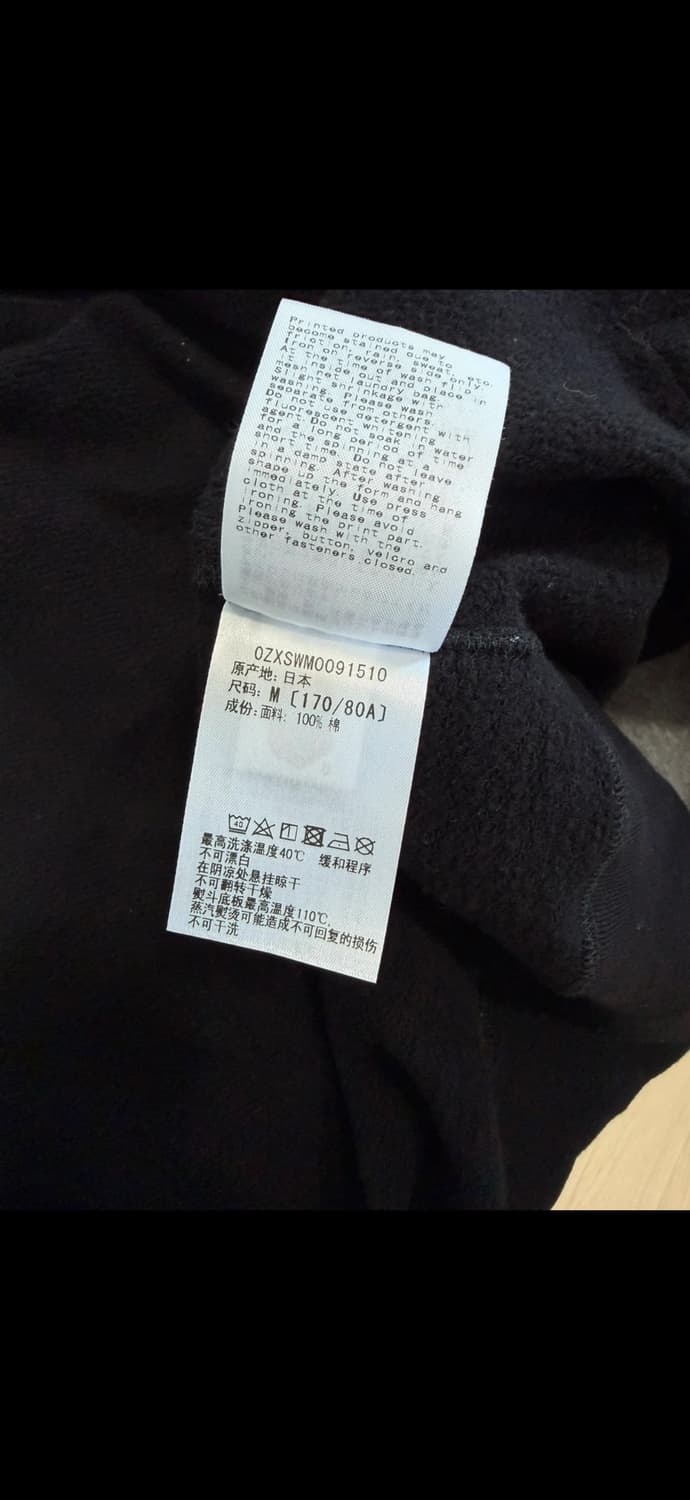 Printed products may
become stained due to
friction, rain, sweat, etc.
Iron on reverse side only.
At the time of wash flip
it inside out and place in
mesh net laundry bag.
Slight shrinkage with
washing. Please wash
separate from others.
Do not use detergent with
fluorescent whitening
agent. Do not soak in water
for a long period of time
and the spinning at a
short time. Do not leave
in a damp state after
spinning. After washing
shape up the form and hang
immediately. Use press
cloth at the time of
ironing. Please avoid
ironing the print part.
Please wash with the
zipper, button, velcro and
other fasteners closed.
0ZXSWM0091510
原产地: 日本
尺码: M [170/80A]
成份: 面料: 100% 棉
40
最高洗涤温度40℃ 缓和程序
不可漂白
在阴凉处悬挂晾干
不可翻转干燥
熨斗底板最高温度110℃,
蒸汽熨烫可能造成不可回复的损伤
不可干洗